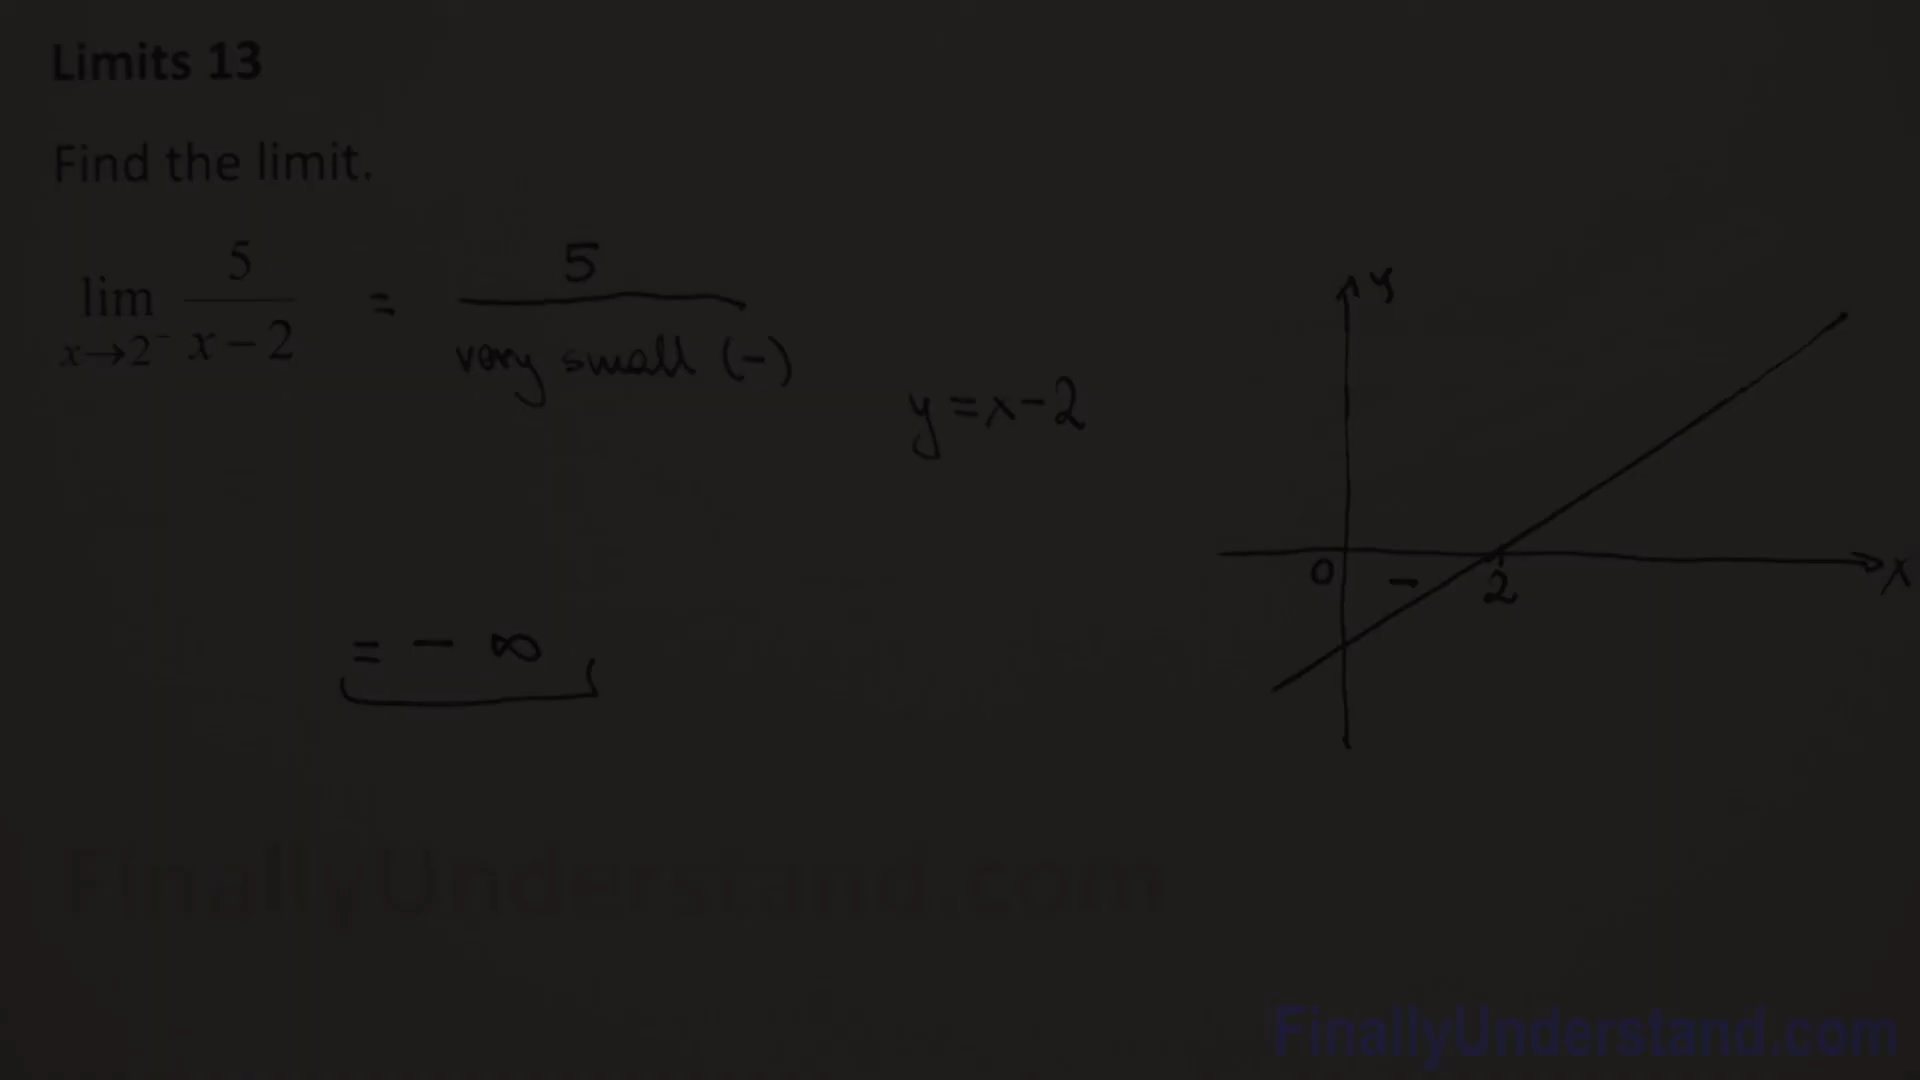 Limits 13
Find the limit.
lim x→2⁻ 5/(x−2) = 5/very small (−)
y = x − 2
= − ∞
y
0 − 2 x
FinallyUnderstand.com
FinallyUnderstand.com